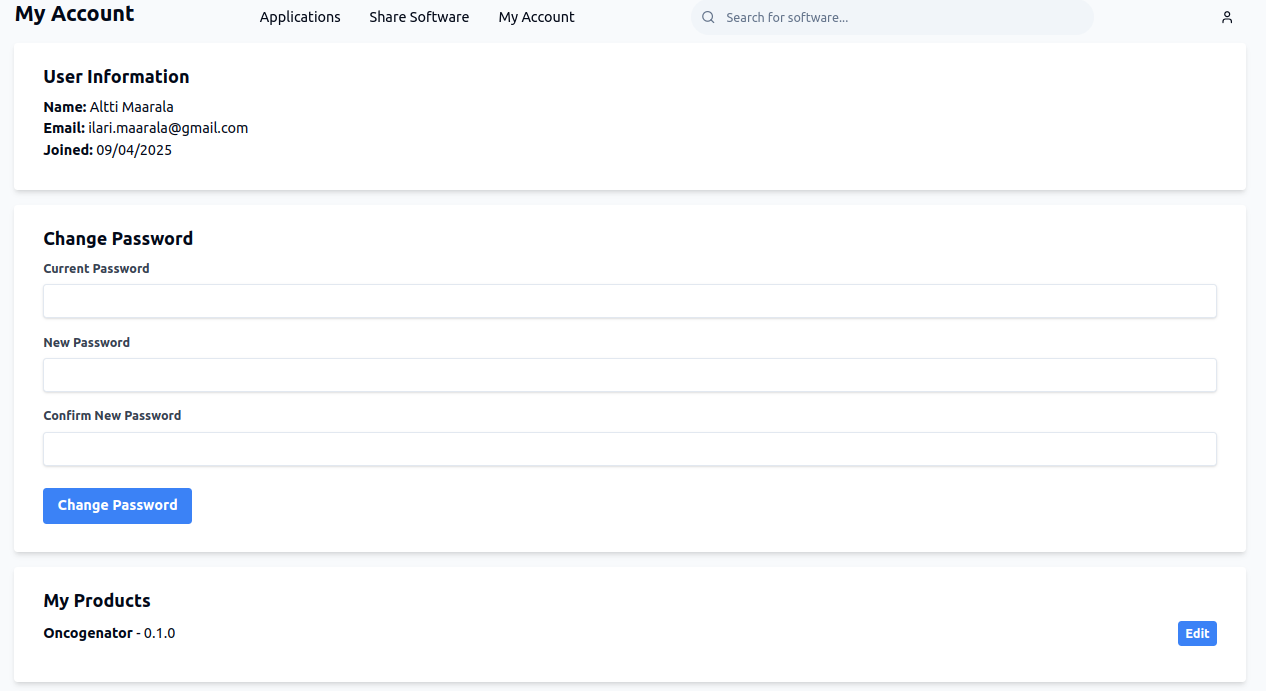 My Account
Applications
Share Software
My Account
Search for software...
User Information
Name: Altti Maarala
Email: ilari.maarala@gmail.com
Joined: 09/04/2025
Change Password
Current Password
New Password
Confirm New Password
Change Password
My Products
Oncogenator - 0.1.0
Edit